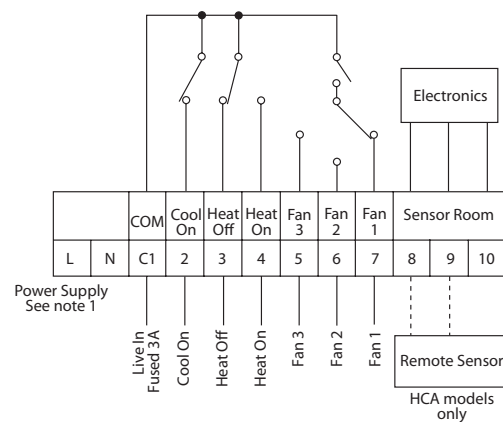 Electronics
COM
Cool On
Heat Off
Heat On
Fan 3
Fan 2
Fan 1
Sensor Room
L
N
C1
2
3
4
5
6
7
8
9
10
Power Supply
See note 1
Live In
Fused 3A
Cool On
Heat Off
Heat On
Fan 3
Fan 2
Fan 1
Remote Sensor
HCA models
only